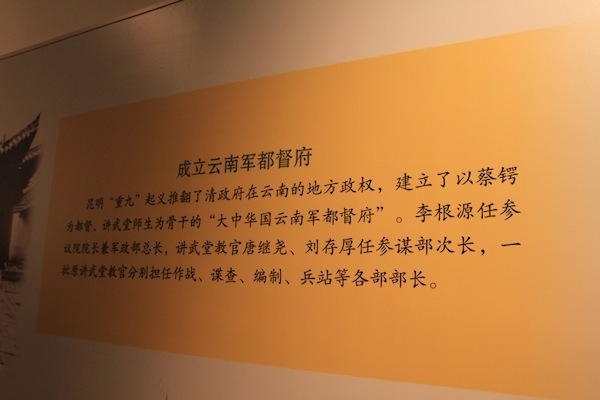 成立云南军都督府
昆明“重九”起义推翻了清政府在云南的地方政权，建立了以蔡锷
为都督、讲武堂师生为骨干的“大中华国云南军都督府”。李根源任参
议院院长兼军政部总长，讲武堂教官唐继尧、刘存厚任参谋部次长，一
批原讲武堂教官分别担任作战、谍查、编制、兵站等各部部长。